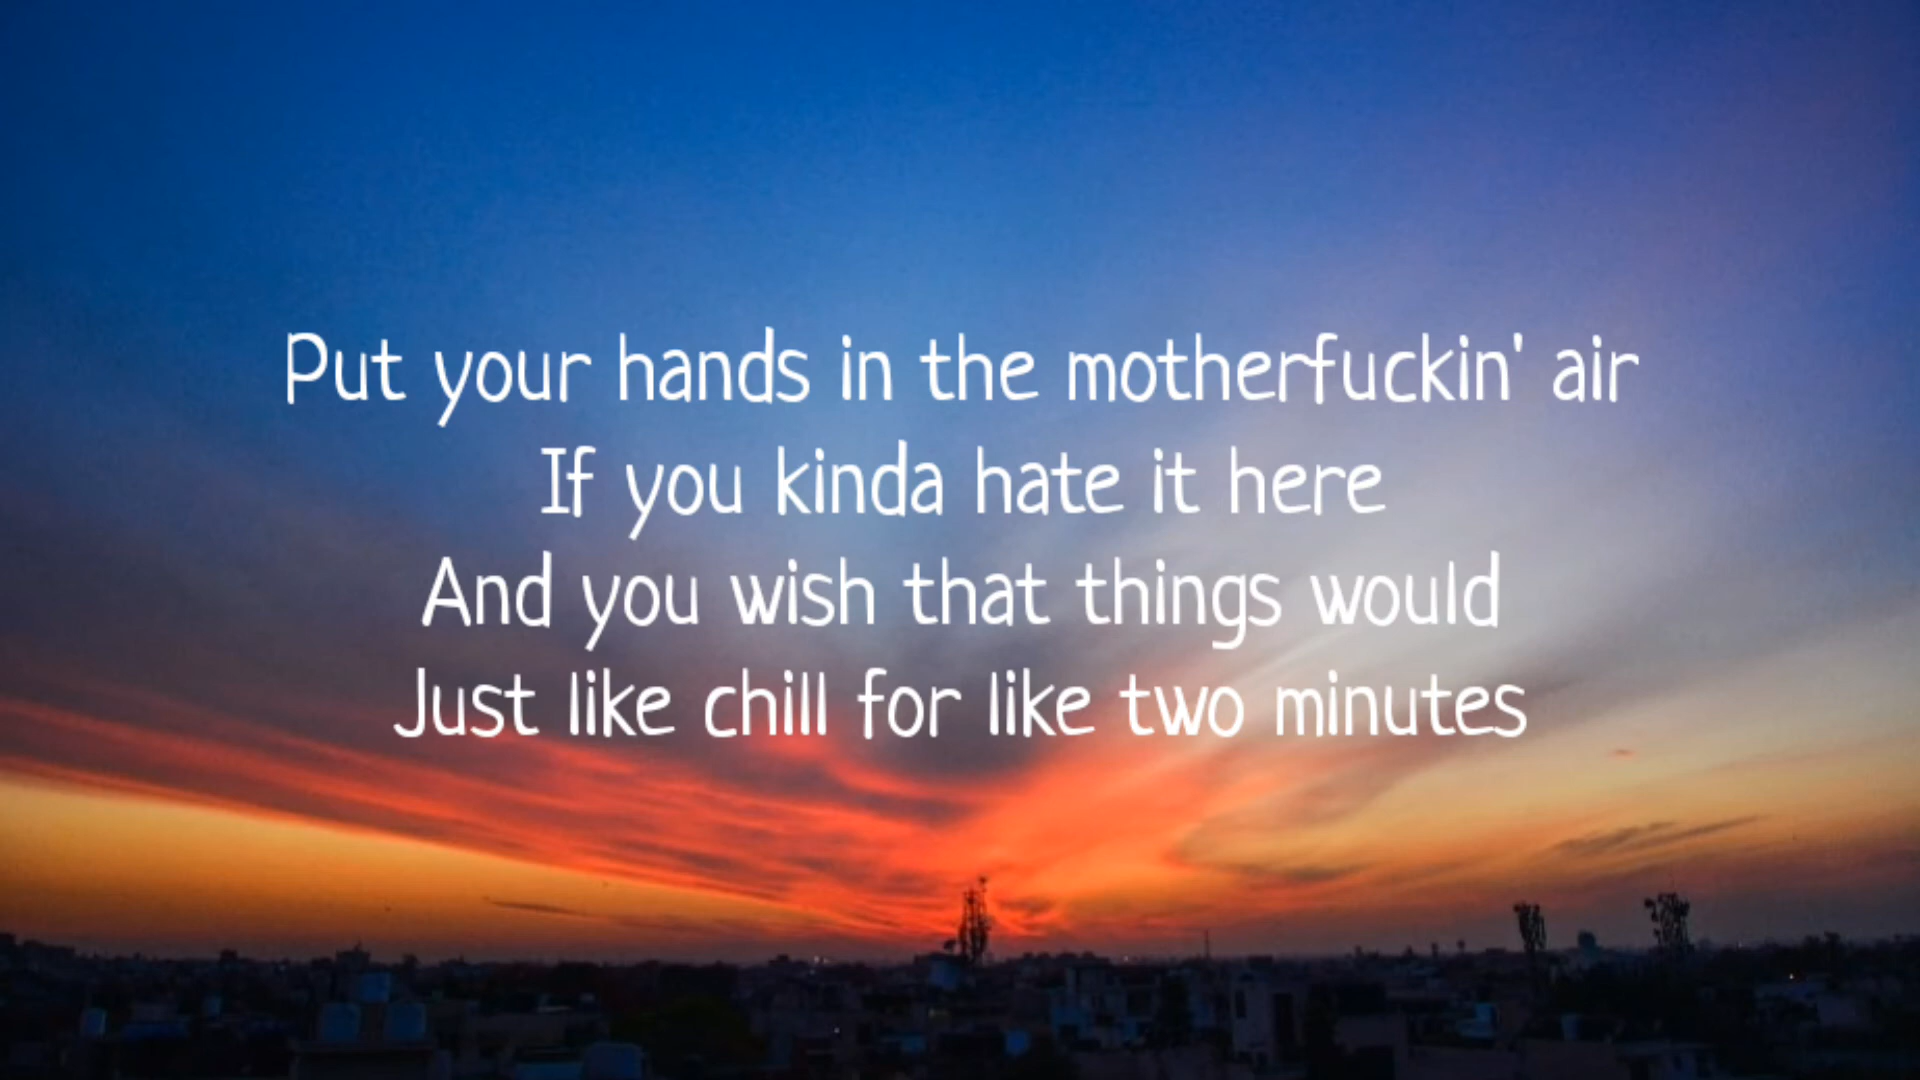 Put your hands in the motherfuckin' air
If you kinda hate it here
And you wish that things would
Just like chill for like two minutes